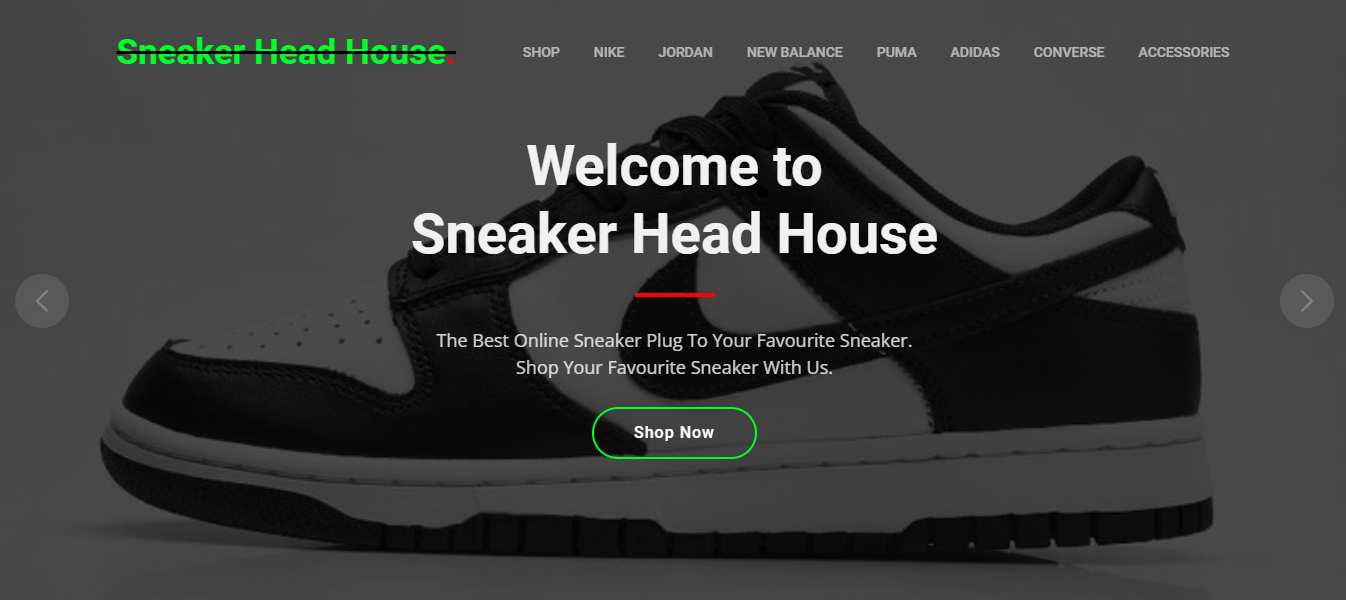 Sneaker Head House.
SHOP NIKE JORDAN NEW BALANCE PUMA ADIDAS CONVERSE ACCESSORIES
Welcome to
Sneaker Head House
The Best Online Sneaker Plug To Your Favourite Sneaker.
Shop Your Favourite Sneaker With Us.
Shop Now